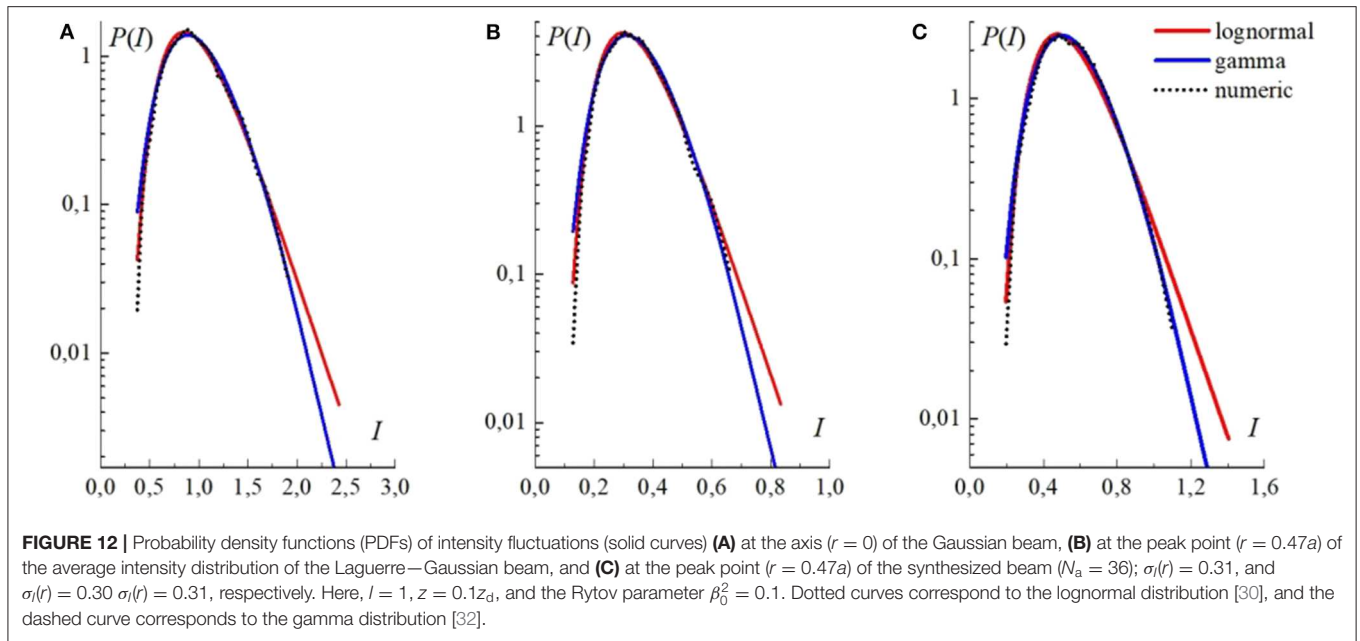 A
P(I)
1
0,1
0,01
I
0,0 0,5 1,0 1,5 2,0 2,5 3,0
B
P(I)
1
0,1
0,01
I
0,0 0,2 0,4 0,6 0,8 1,0
C
P(I)
lognormal
gamma
numeric
1
0,1
0,01
I
0,0 0,4 0,8 1,2 1,6
FIGURE 12 | Probability density functions (PDFs) of intensity fluctuations (solid curves) (A) at the axis (r = 0) of the Gaussian beam, (B) at the peak point (r = 0.47a) of
the average intensity distribution of the Laguerre—Gaussian beam, and (C) at the peak point (r = 0.47a) of the synthesized beam (Nₐ = 36); σ_I(r) = 0.31, and
σ_I(r) = 0.30 σ_I(r) = 0.31, respectively. Here, l = 1, z = 0.1z_d, and the Rytov parameter β₀² = 0.1. Dotted curves correspond to the lognormal distribution [30], and the
dashed curve corresponds to the gamma distribution [32].